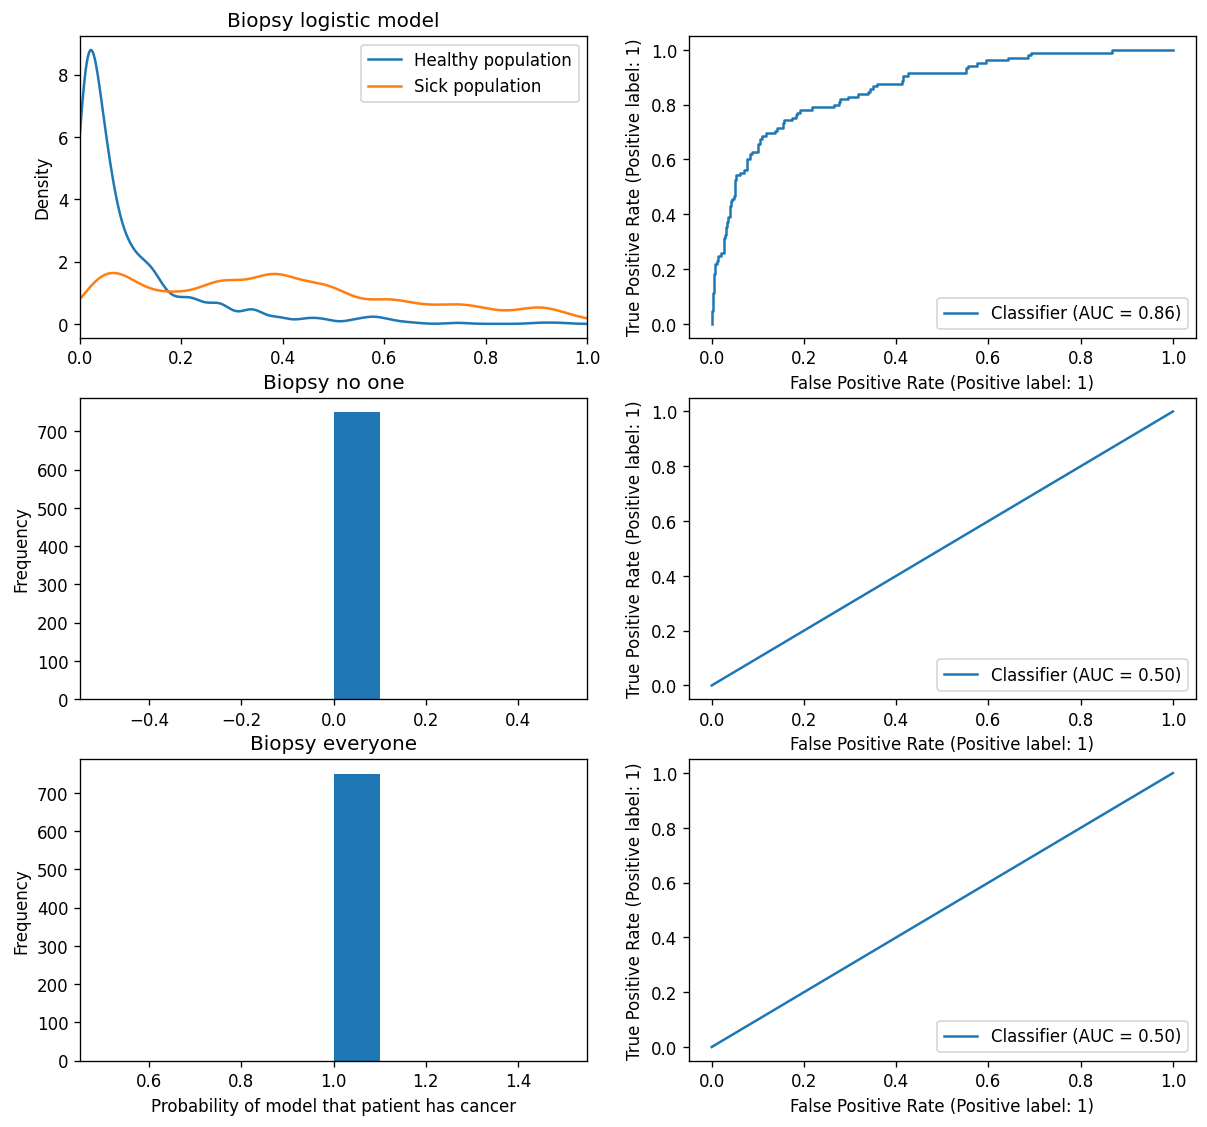 Biopsy logistic model
Density
8
6
4
2
0
Healthy population
Sick population
0.0 0.2 0.4 0.6 0.8 1.0
True Positive Rate (Positive label: 1)
1.0
0.8
0.6
0.4
0.2
0.0
Classifier (AUC = 0.86)
0.0 0.2 0.4 0.6 0.8 1.0
False Positive Rate (Positive label: 1)
Biopsy no one
Frequency
700
600
500
400
300
200
100
0
−0.4 −0.2 0.0 0.2 0.4
True Positive Rate (Positive label: 1)
1.0
0.8
0.6
0.4
0.2
0.0
Classifier (AUC = 0.50)
0.0 0.2 0.4 0.6 0.8 1.0
False Positive Rate (Positive label: 1)
Biopsy everyone
Frequency
700
600
500
400
300
200
100
0
0.6 0.8 1.0 1.2 1.4
Probability of model that patient has cancer
True Positive Rate (Positive label: 1)
1.0
0.8
0.6
0.4
0.2
0.0
Classifier (AUC = 0.50)
0.0 0.2 0.4 0.6 0.8 1.0
False Positive Rate (Positive label: 1)